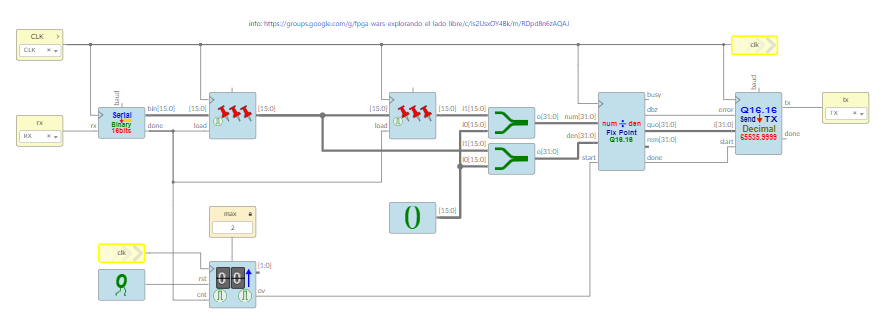 info: https://groups.google.com/g/fpga-wars-explorando-el-lado-libre/c/Is2UsxOY4Bk/m/RDpd8n6zAQAJ
CLK
CLK
clk
baud
baud
busy
tx
TX
rx
RX
rx
Serial
Binary
16bits
bin[15:0]
done
[15:0]
load
[15:0]
[15:0]
load
I1[15:0]
I0[15:0]
o[31:0]
I1[15:0]
I0[15:0]
o[31:0]
num[31:0]
den[31:0]
start
num ÷ den
Fix Point
Q16.16
dbz
quo[31:0]
rem[31:0]
done
error
i[31:0]
start
Q16.16
Send TX
Decimal
65535.9999
tx
done
max
2
0
[15:0]
clk
0
rst
cnt
00
[1:0]
ov